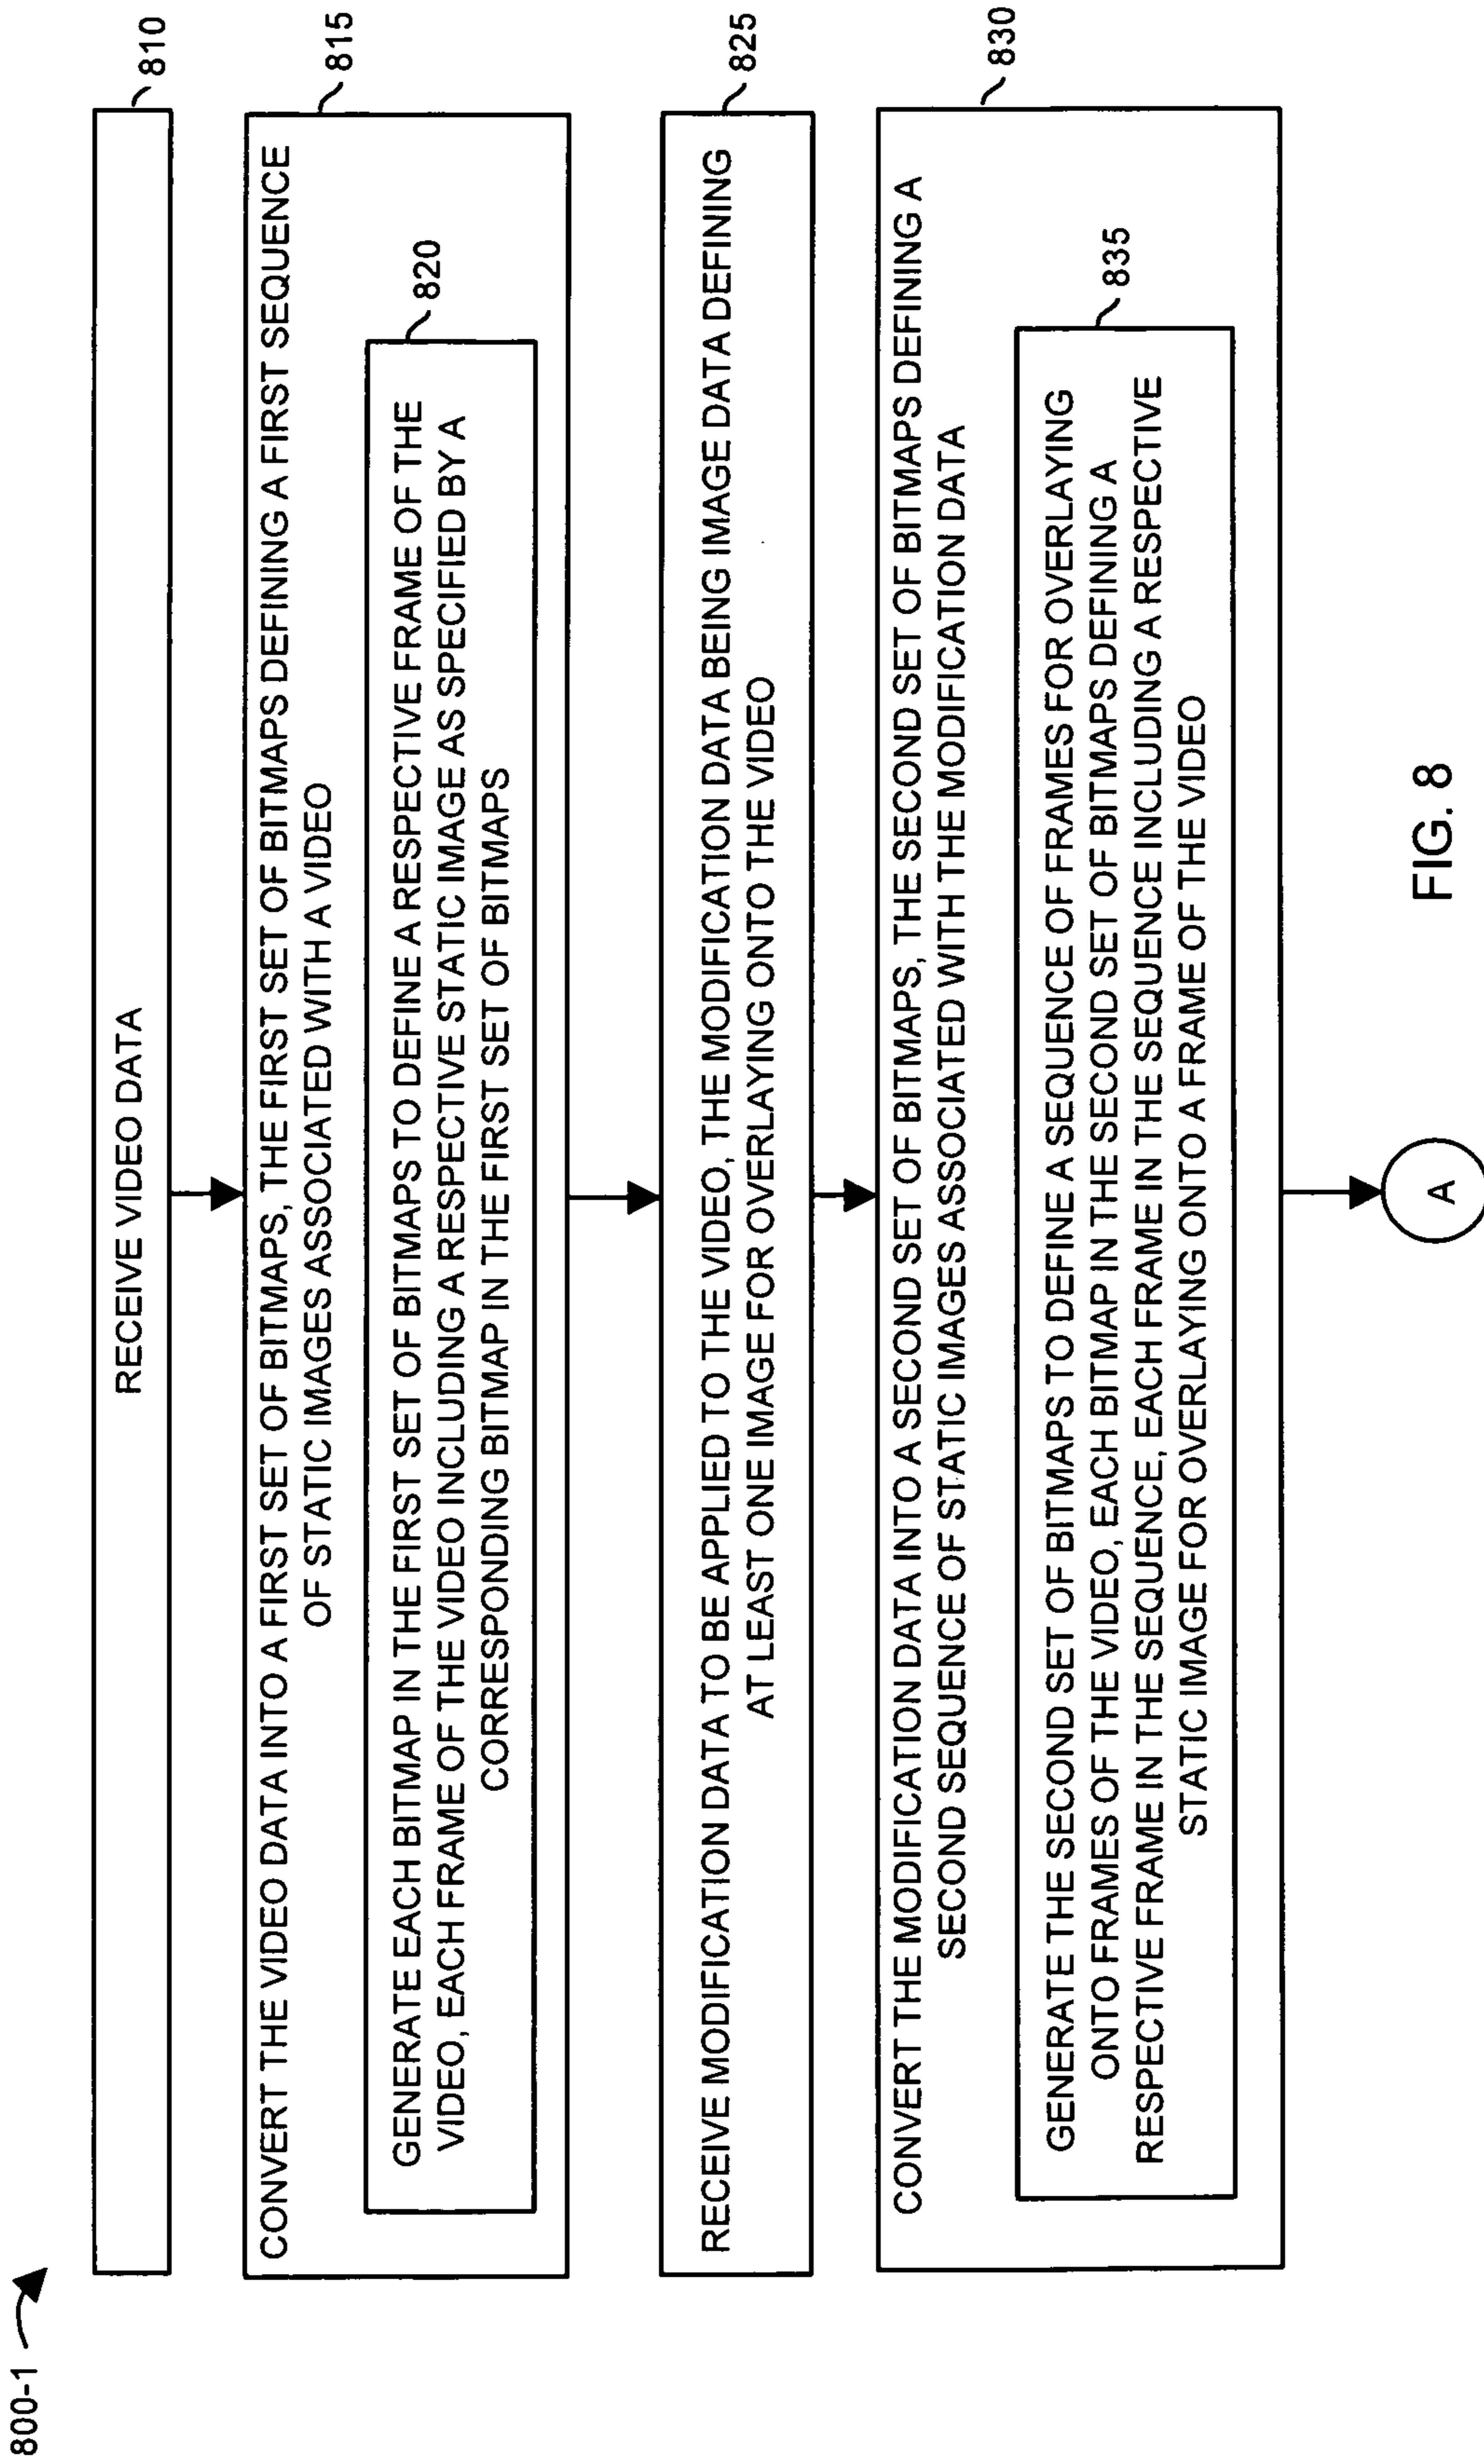 800-1
RECEIVE VIDEO DATA
810
CONVERT THE VIDEO DATA INTO A FIRST SET OF BITMAPS, THE FIRST SET OF BITMAPS DEFINING A FIRST SEQUENCE
OF STATIC IMAGES ASSOCIATED WITH A VIDEO
815
GENERATE EACH BITMAP IN THE FIRST SET OF BITMAPS TO DEFINE A RESPECTIVE FRAME OF THE
VIDEO, EACH FRAME OF THE VIDEO INCLUDING A RESPECTIVE STATIC IMAGE AS SPECIFIED BY A
CORRESPONDING BITMAP IN THE FIRST SET OF BITMAPS
820
RECEIVE MODIFICATION DATA TO BE APPLIED TO THE VIDEO, THE MODIFICATION DATA BEING IMAGE DATA DEFINING
AT LEAST ONE IMAGE FOR OVERLAYING ONTO THE VIDEO
825
CONVERT THE MODIFICATION DATA INTO A SECOND SET OF BITMAPS, THE SECOND SET OF BITMAPS DEFINING A
SECOND SEQUENCE OF STATIC IMAGES ASSOCIATED WITH THE MODIFICATION DATA
830
GENERATE THE SECOND SET OF BITMAPS TO DEFINE A SEQUENCE OF FRAMES FOR OVERLAYING
ONTO FRAMES OF THE VIDEO, EACH BITMAP IN THE SECOND SET OF BITMAPS DEFINING A
RESPECTIVE FRAME IN THE SEQUENCE, EACH FRAME IN THE SEQUENCE INCLUDING A RESPECTIVE
STATIC IMAGE FOR OVERLAYING ONTO A FRAME OF THE VIDEO
835
A
FIG. 8